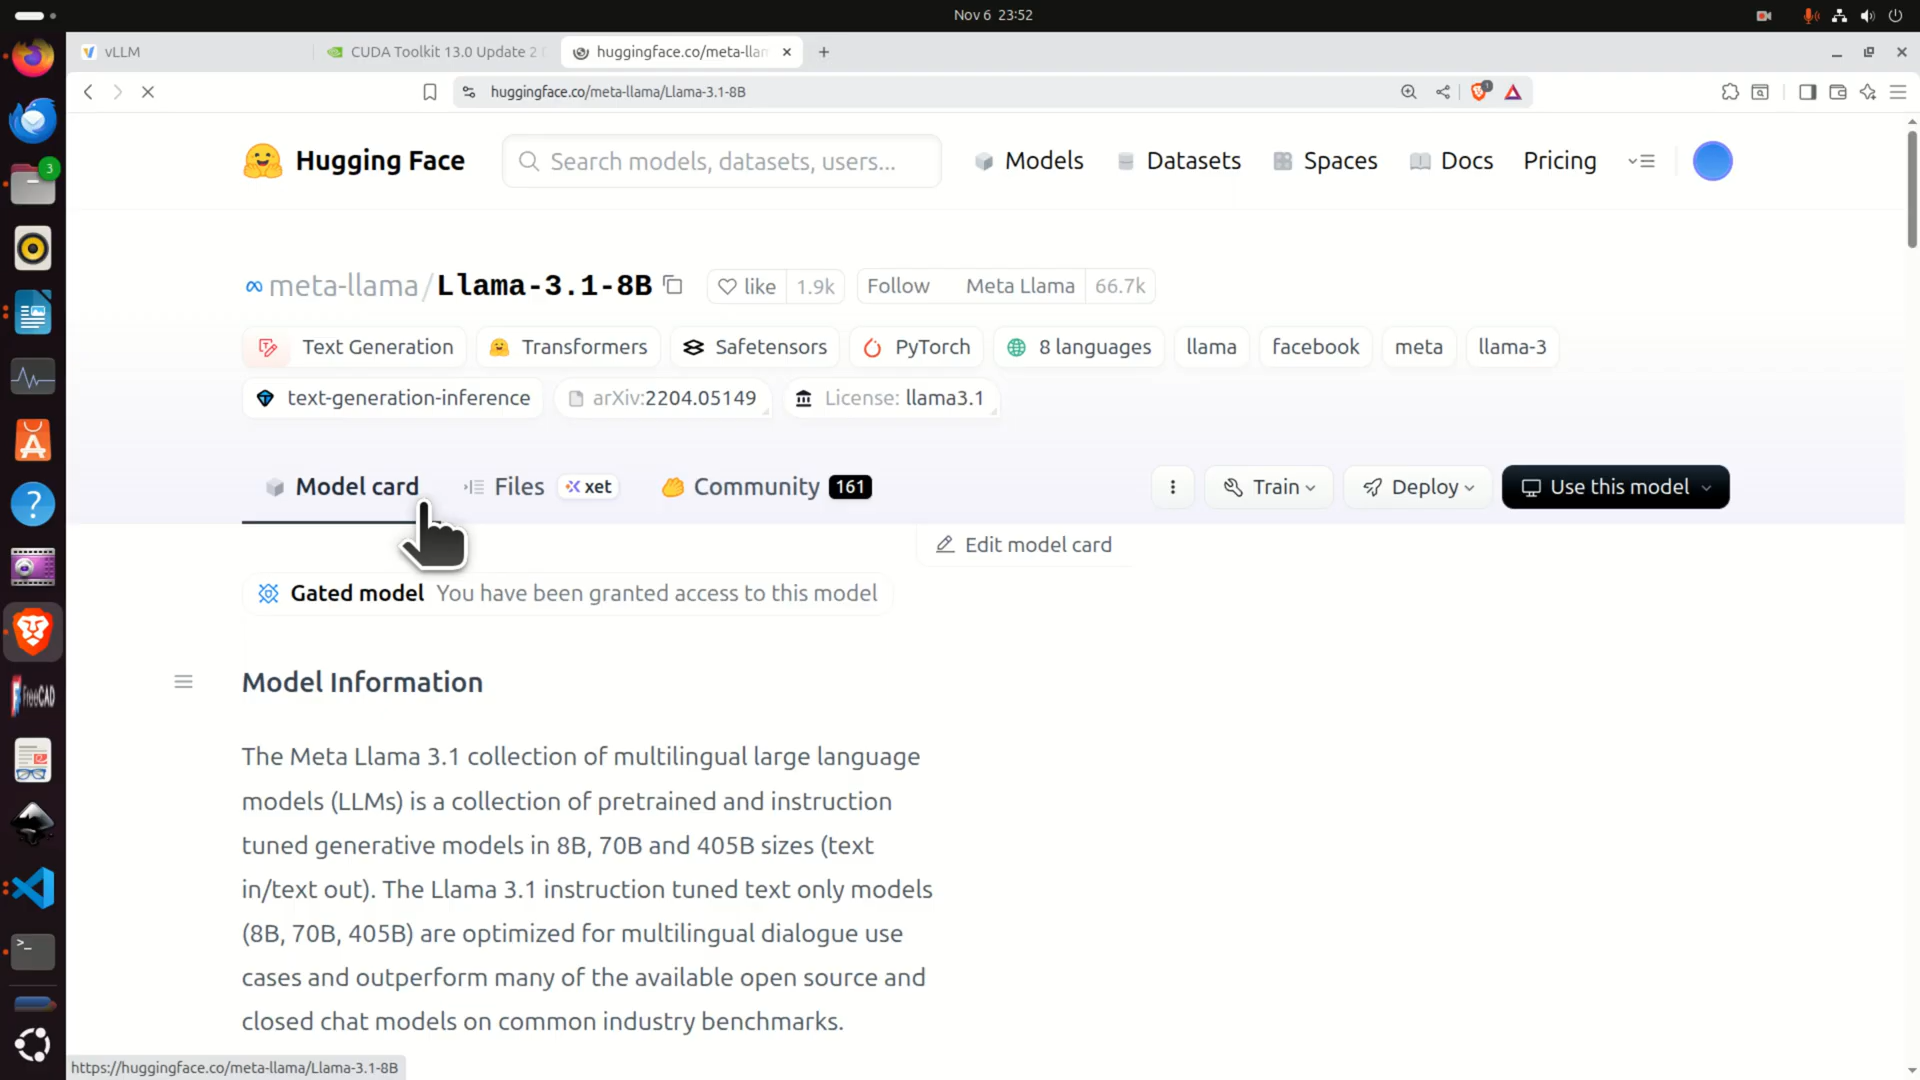 Nov 6 23:52
vLLM
CUDA Toolkit 13.0 Update 2
huggingface.co/meta-llam
huggingface.co/meta-llama/Llama-3.1-8B
1
3
Hugging Face
Search models, datasets, users...
Models
Datasets
Spaces
Docs
Pricing
meta-llama/Llama-3.1-8B
like 1.9k
Follow Meta Llama 66.7k
Text Generation
Transformers
Safetensors
PyTorch
8 languages
llama
facebook
meta
llama-3
text-generation-inference
arXiv:2204.05149
License: llama3.1
Model card
Files
xet
Community 161
Train
Deploy
Use this model
Edit model card
Gated model You have been granted access to this model
Model Information
The Meta Llama 3.1 collection of multilingual large language
models (LLMs) is a collection of pretrained and instruction
tuned generative models in 8B, 70B and 405B sizes (text
in/text out). The Llama 3.1 instruction tuned text only models
(8B, 70B, 405B) are optimized for multilingual dialogue use
cases and outperform many of the available open source and
closed chat models on common industry benchmarks.
FreeCAD
https://huggingface.co/meta-llama/Llama-3.1-8B